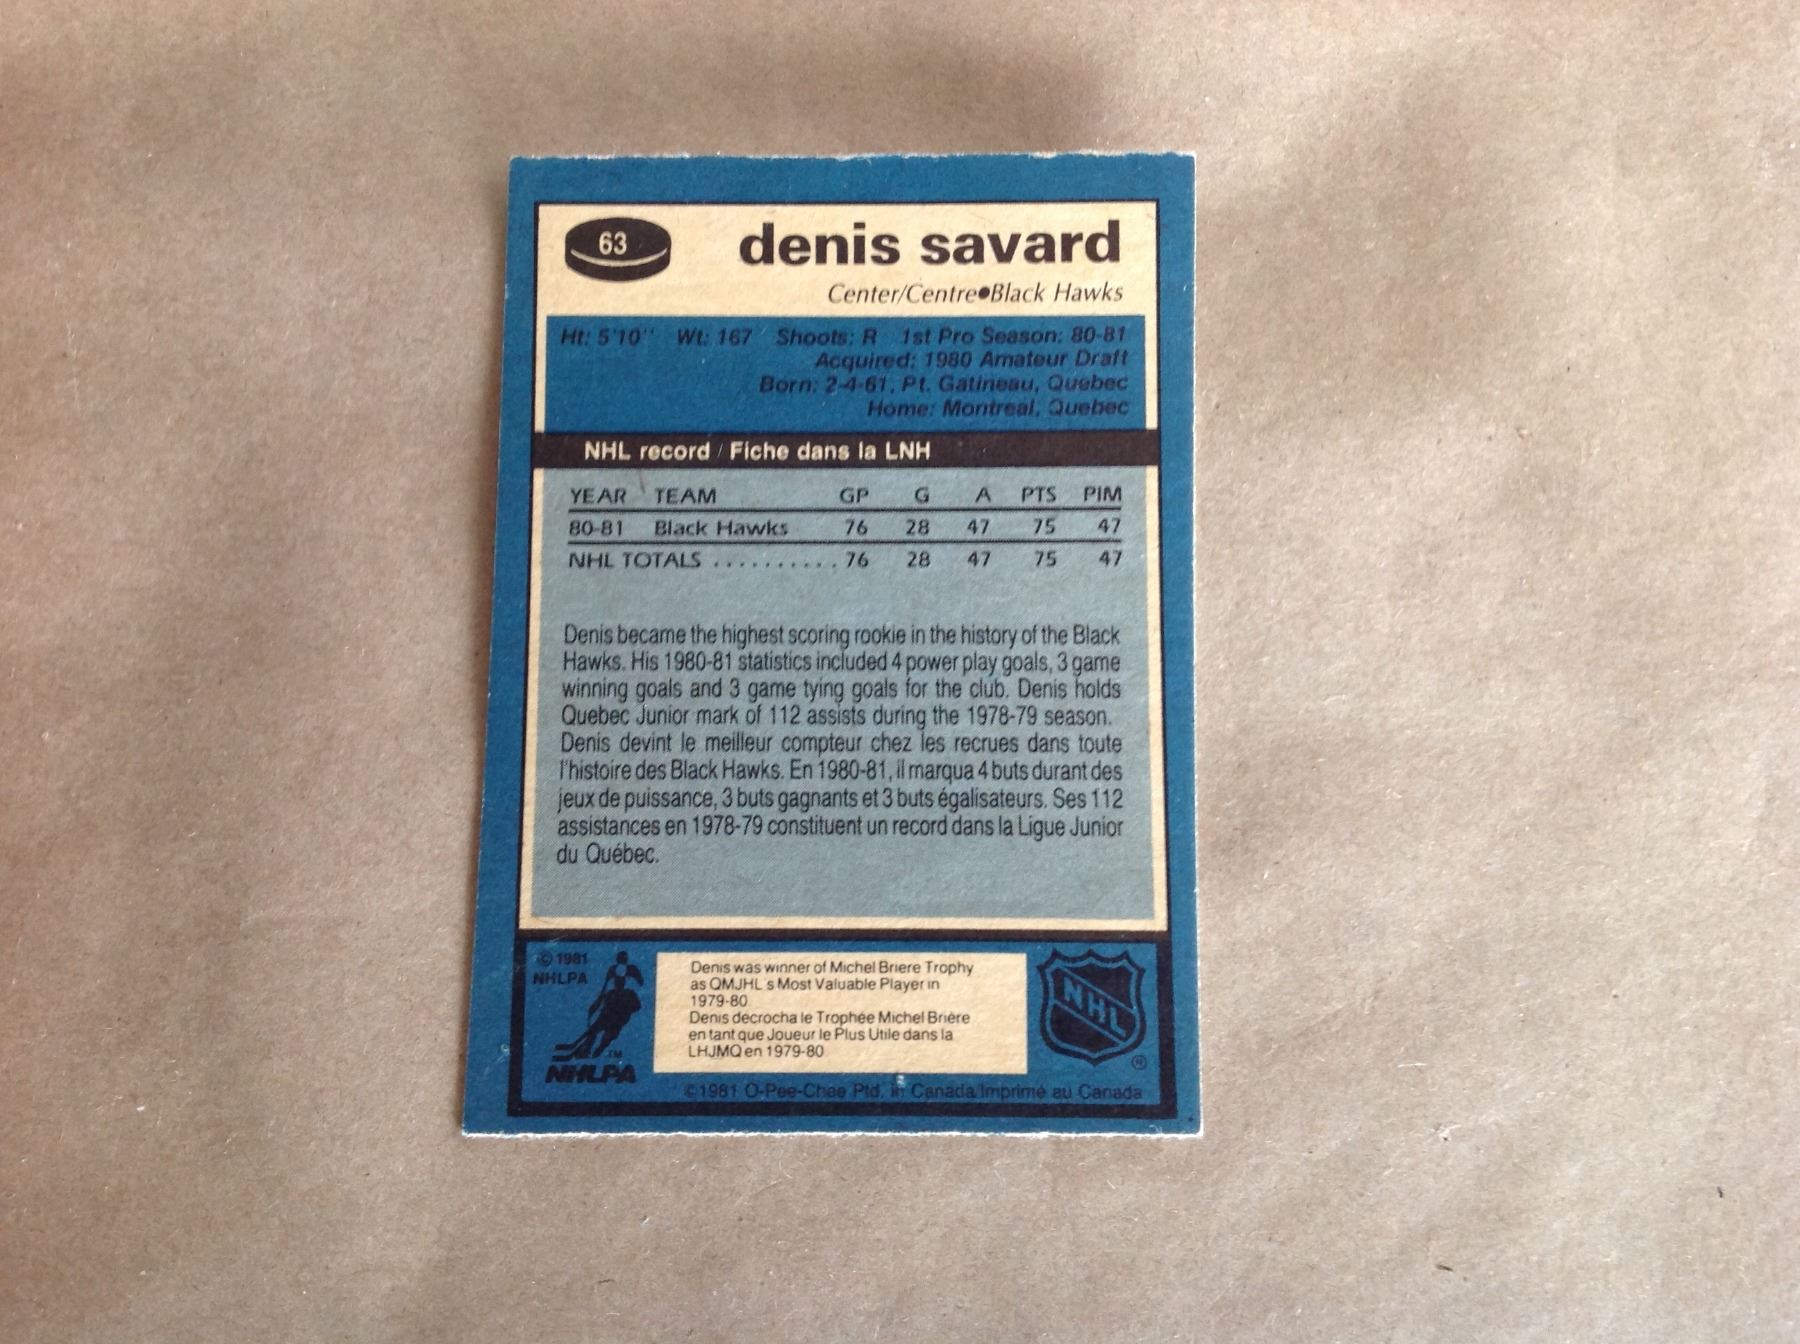 63
denis savard
Center/Centre●Black Hawks
Ht: 5'10'' Wt: 167 Shoots: R 1st Pro Season: 80-81
Acquired: 1980 Amateur Draft
Born: 2-4-61, Pt. Gatineau, Quebec
Home: Montreal, Quebec
NHL record / Fiche dans la LNH
YEAR TEAM GP G A PTS PIM
80-81 Black Hawks 76 28 47 75 47
NHL TOTALS .......... 76 28 47 75 47
Denis became the highest scoring rookie in the history of the Black
Hawks. His 1980-81 statistics included 4 power play goals, 3 game
winning goals and 3 game tying goals for the club. Denis holds
Quebec Junior mark of 112 assists during the 1978-79 season.
Denis devint le meilleur compteur chez les recrues dans toute
l'histoire des Black Hawks. En 1980-81, il marqua 4 buts durant des
jeux de puissance, 3 buts gagnants et 3 buts égalisateurs. Ses 112
assistances en 1978-79 constituent un record dans la Ligue Junior
du Québec.
© 1981
NHLPA
TM
NHLPA
Denis was winner of Michel Briere Trophy
as QMJHL's Most Valuable Player in
1979-80
Denis décrocha le Trophée Michel Brière
en tant que Joueur le Plus Utile dans la
LHJMQ en 1979-80
NHL
®
©1981 O-Pee-Chee Ptd. in Canada/Imprimé au Canada